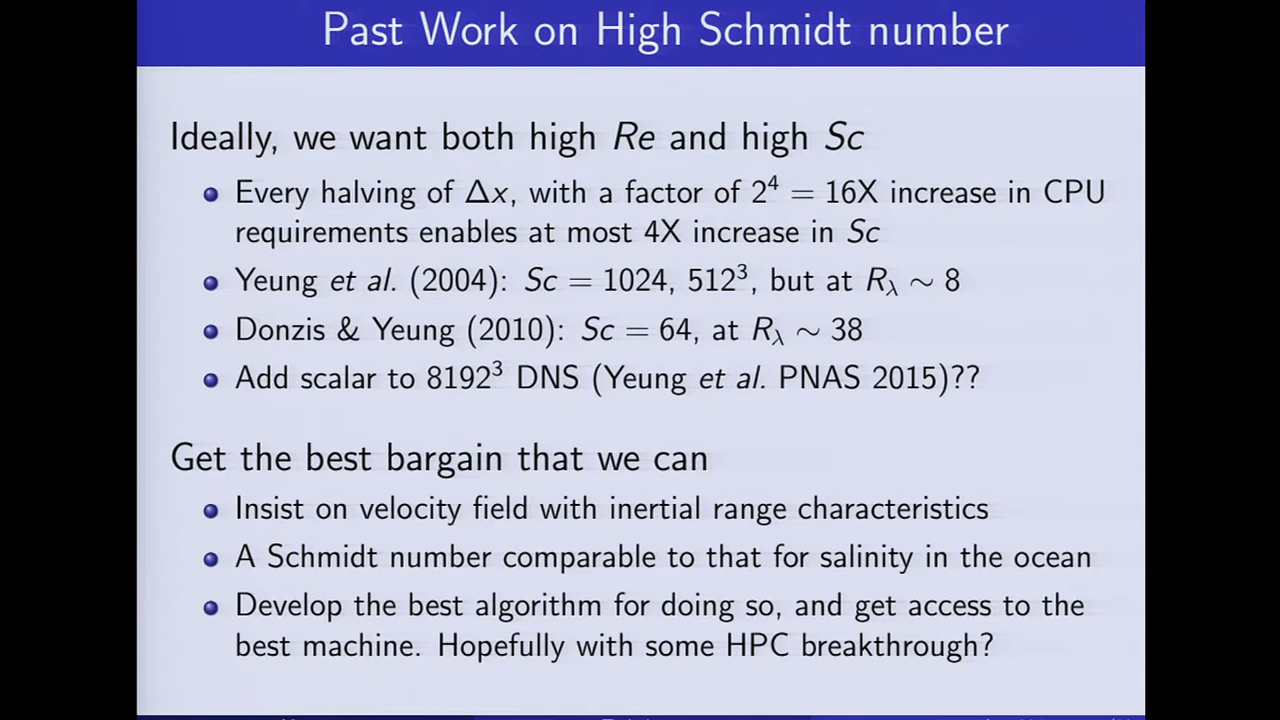 Past Work on High Schmidt number
Ideally, we want both high Re and high Sc
Every halving of Δx, with a factor of 2⁴ = 16X increase in CPU
requirements enables at most 4X increase in Sc
Yeung et al. (2004): Sc = 1024, 512³, but at R_λ ∼ 8
Donzis & Yeung (2010): Sc = 64, at R_λ ∼ 38
Add scalar to 8192³ DNS (Yeung et al. PNAS 2015)??
Get the best bargain that we can
Insist on velocity field with inertial range characteristics
A Schmidt number comparable to that for salinity in the ocean
Develop the best algorithm for doing so, and get access to the
best machine. Hopefully with some HPC breakthrough?